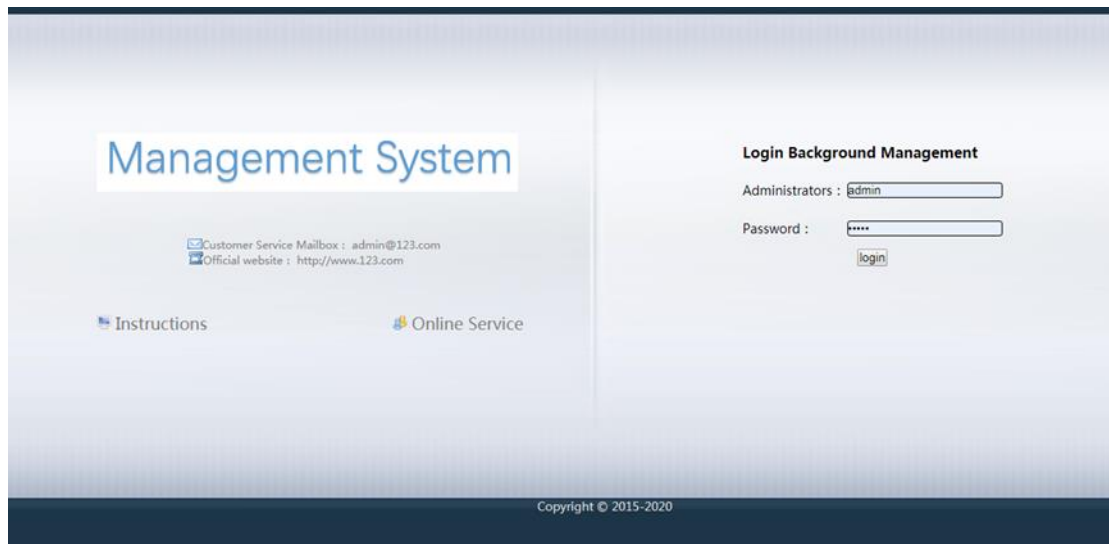 Management System
Customer Service Mailbox : admin@123.com
Official website : http://www.123.com
Instructions
Online Service
Login Background Management
Administrators : admin
Password : •••••
login
Copyright © 2015-2020